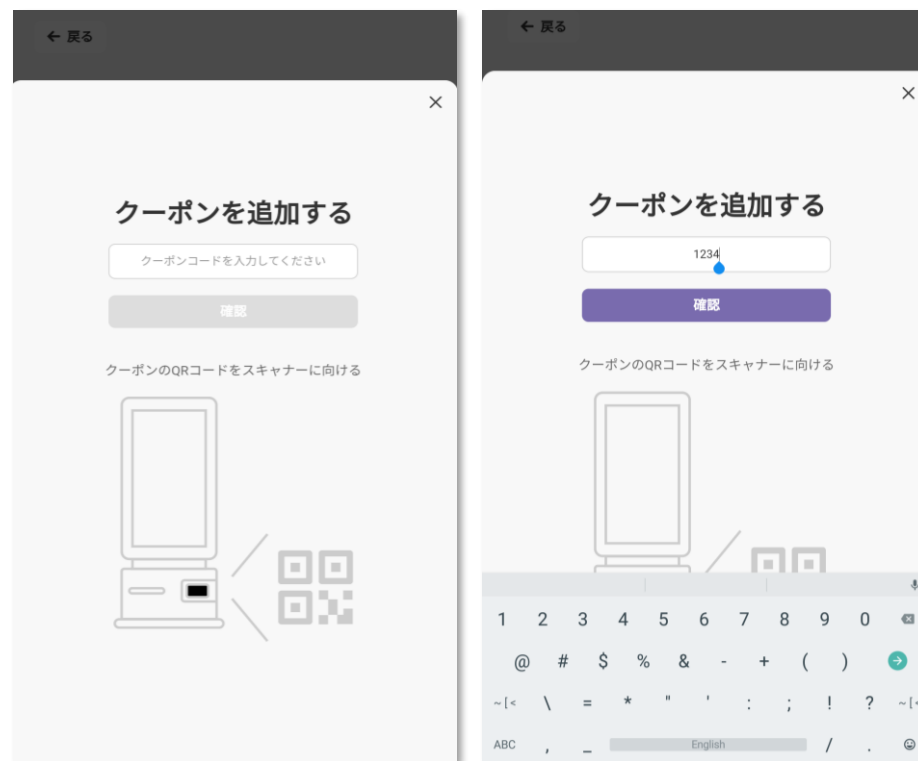 ← 戻る
×
クーポンを追加する
クーポンコードを入力してください
確認
クーポンのQRコードをスキャナーに向ける
← 戻る
×
クーポンを追加する
1234
確認
クーポンのQRコードをスキャナーに向ける
1 2 3 4 5 6 7 8 9 0
@ # $ % & - + ( )
~ [ < \ = * " ' : ; ! ? ~ [ <
ABC , _ English / .